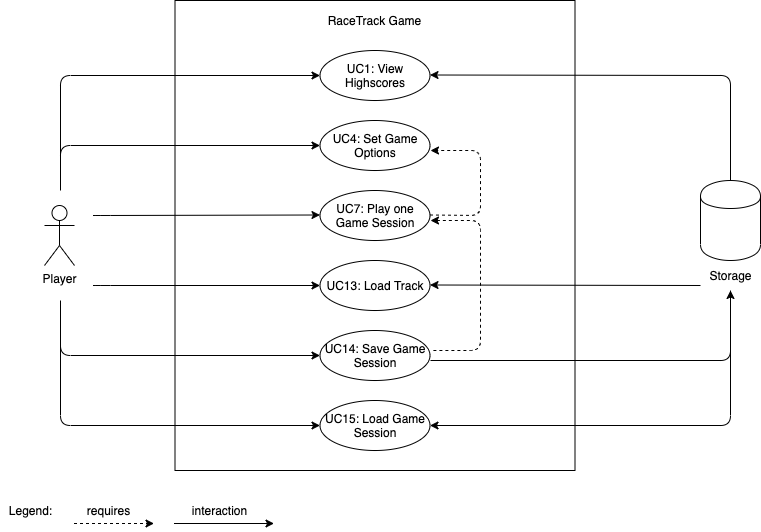 RaceTrack Game
UC1: View
Highscores
UC4: Set Game
Options
UC7: Play one
Game Session
Player
Storage
UC13: Load Track
UC14: Save Game
Session
UC15: Load Game
Session
Legend:
requires
interaction